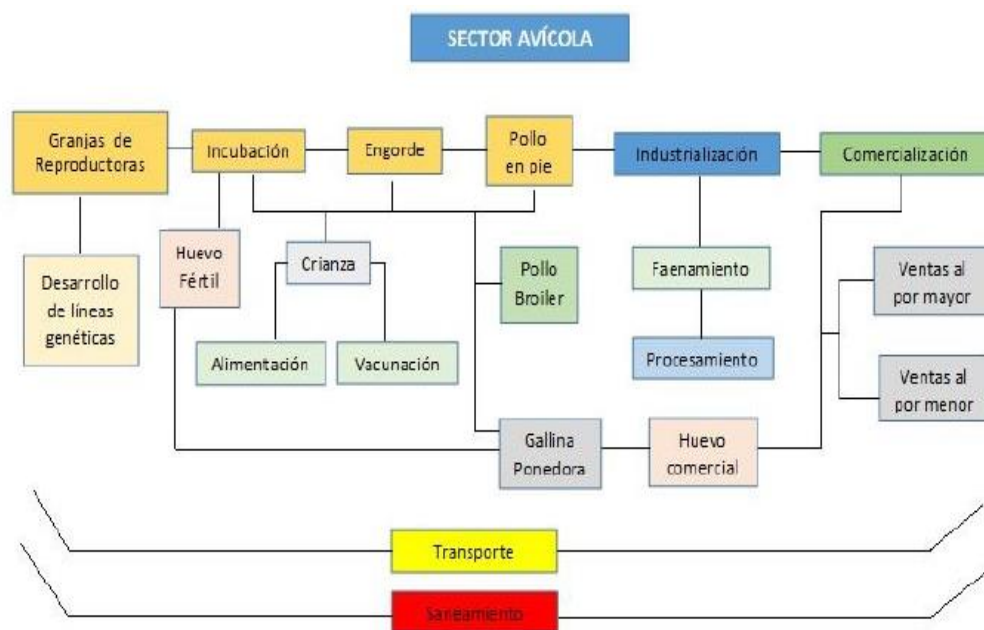 SECTOR AVÍCOLA
Granjas de
Reproductoras
Incubación
Engorde
Pollo
en pie
Industrialización
Comercialización
Desarrollo
de líneas
genéticas
Huevo
Fértil
Crianza
Alimentación
Vacunación
Pollo
Broiler
Faenamiento
Procesamiento
Ventas al
por mayor
Ventas al
por menor
Gallina
Ponedora
Huevo
comercial
Transporte
Saneamiento